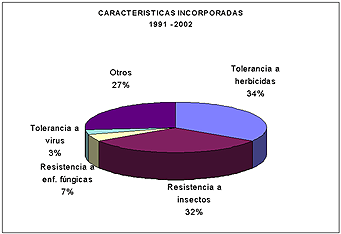 CARACTERISTICAS INCORPORADAS
1991 -2002
Otros
27%
Tolerancia a
herbicidas
34%
Tolerancia a
virus
3%
Resistencia a
enf. fúngicas
7%
Resistencia a
insectos
32%